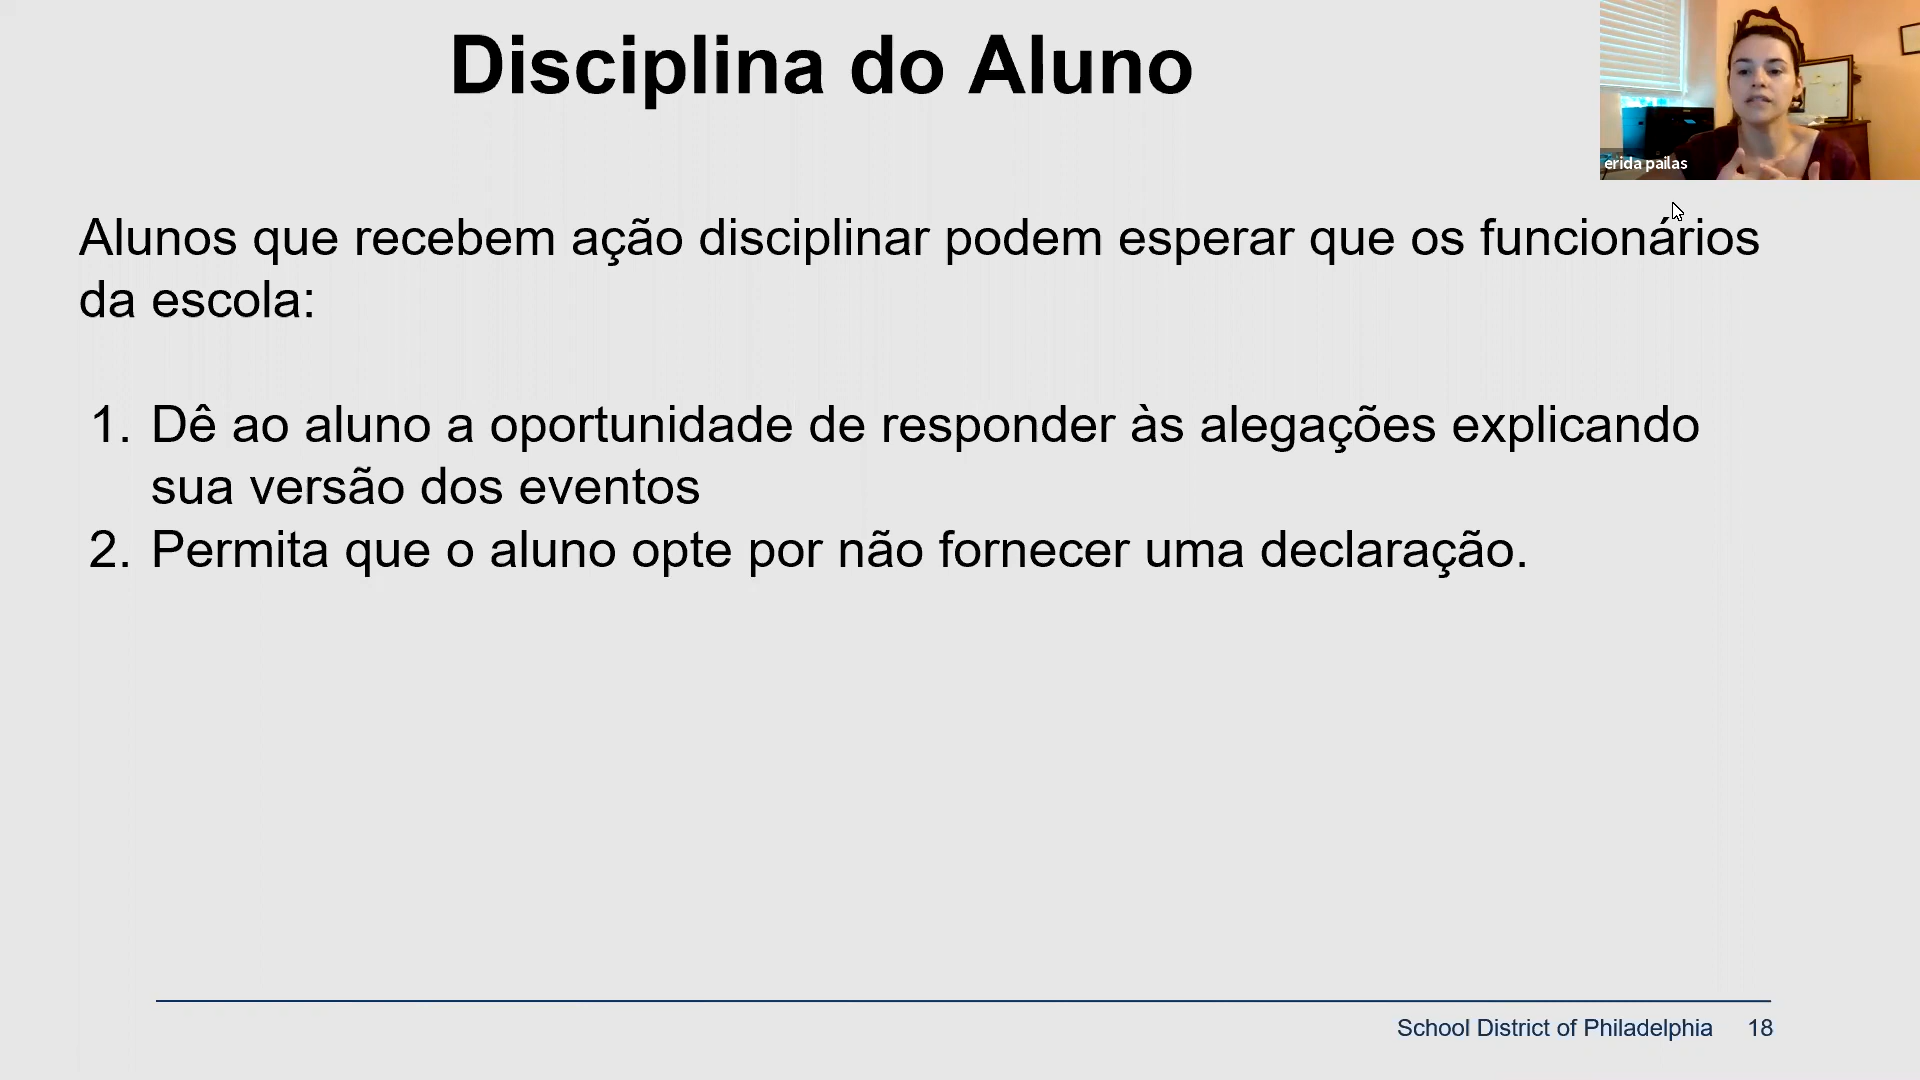 Disciplina do Aluno
erida pailas
Alunos que recebem ação disciplinar podem esperar que os funcionários
da escola:
1. Dê ao aluno a oportunidade de responder às alegações explicando
sua versão dos eventos
2. Permita que o aluno opte por não fornecer uma declaração.
School District of Philadelphia 18